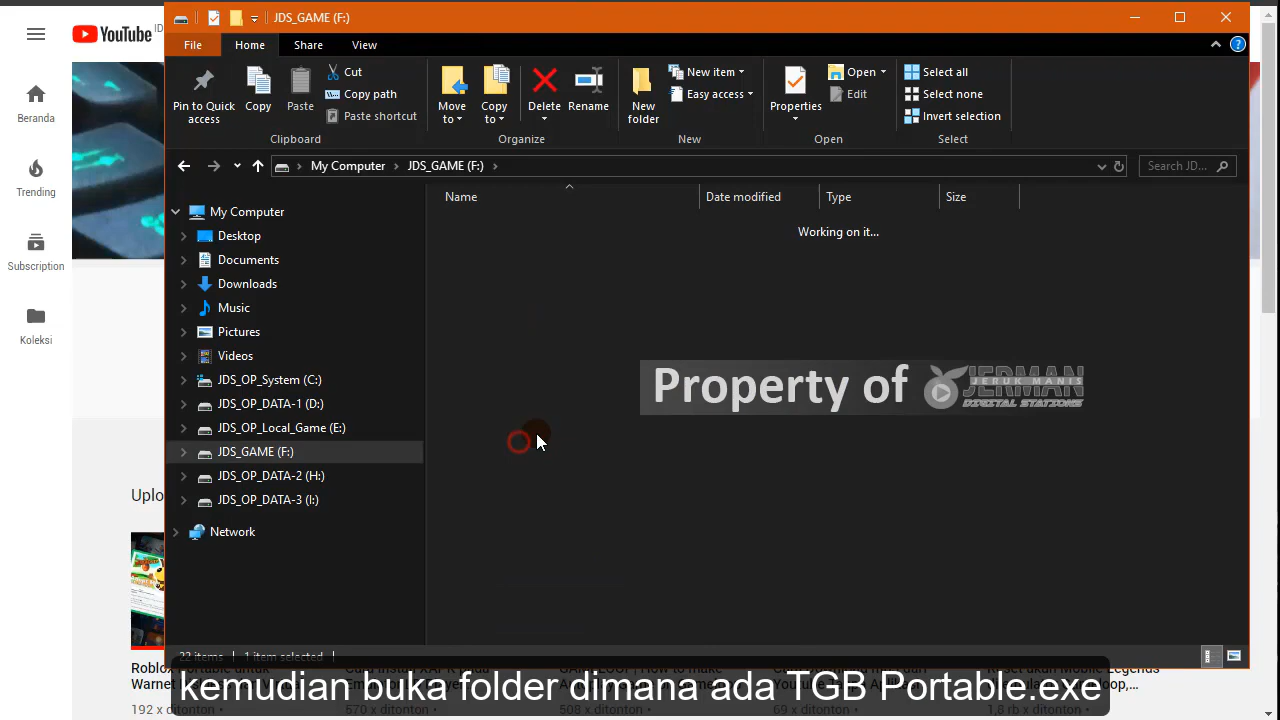 JDS_GAME (F:)
File Home Share View
Pin to Quick access
Copy
Paste
Cut
Copy path
Paste shortcut
Clipboard
Move to
Copy to
Delete
Rename
Organize
New folder
New item
Easy access
New
Properties
Open
Edit
Open
Select all
Select none
Invert selection
Select
My Computer JDS_GAME (F:)
Search JD...
YouTube ID
Beranda
Trending
Subscription
Koleksi
My Computer
Desktop
Documents
Downloads
Music
Pictures
Videos
JDS_OP_System (C:)
JDS_OP_DATA-1 (D:)
JDS_OP_Local_Game (E:)
JDS_GAME (F:)
JDS_OP_DATA-2 (H:)
JDS_OP_DATA-3 (I:)
Network
Name Date modified Type Size
Working on it...
Property of JERMAN
JERUK MANIS
DIGITAL STATIONS
22 items 1 item selected
kemudian buka folder dimana ada TGB Portable.exe
192 x ditonton
570 x ditonton
508 x ditonton
69 x ditonton
1,8 rb x ditonton